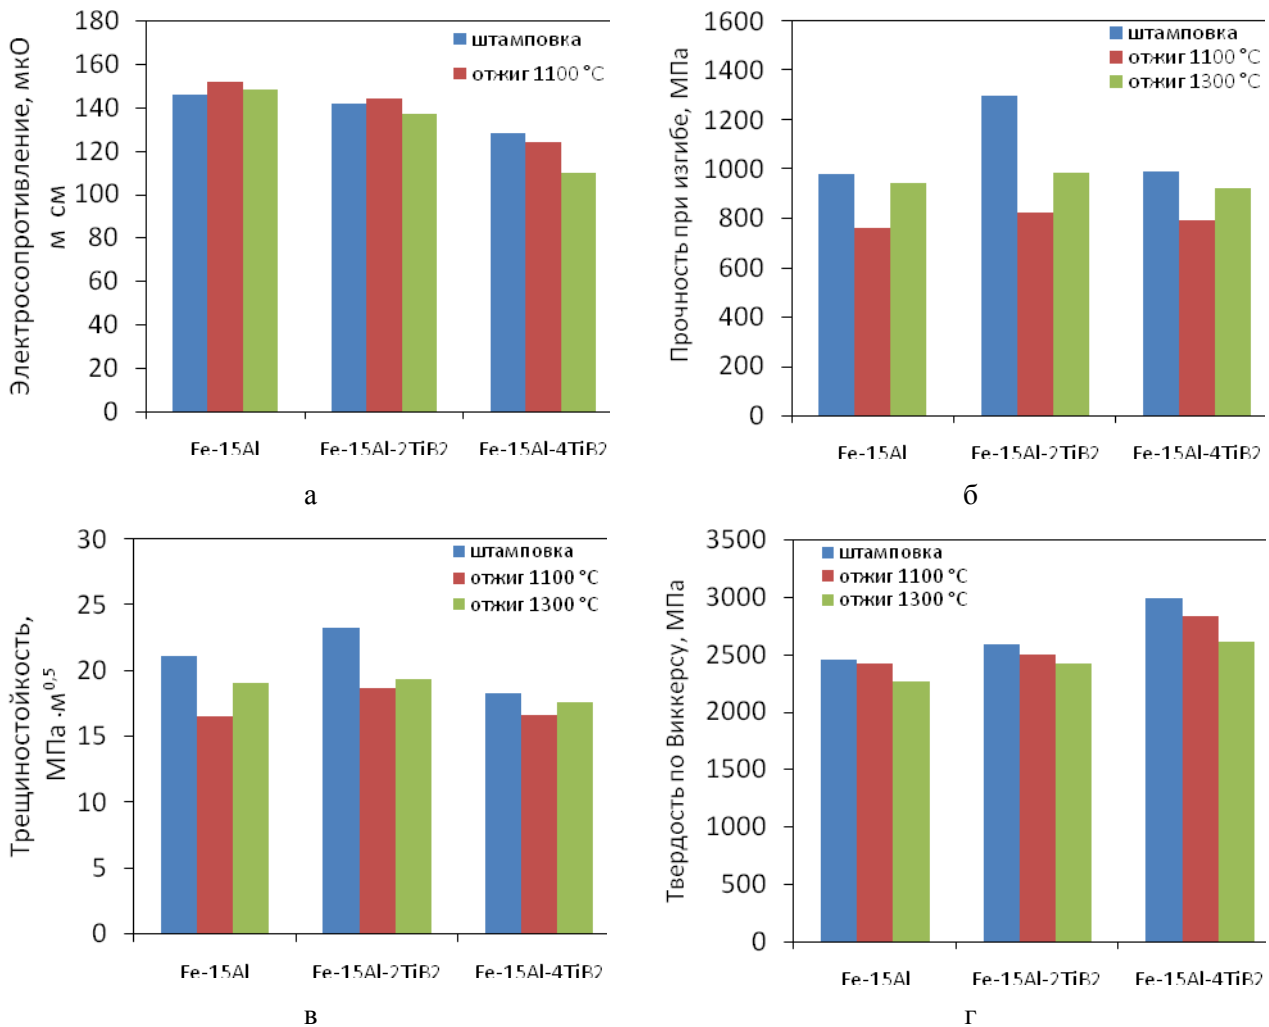 180
160
140
120
100
80
60
40
20
0
Электросопротивление, мкО
м см
штамповка
отжиг 1100 °C
Fe-15Al
Fe-15Al-2TiB2
Fe-15Al-4TiB2
а
1600
1400
1200
1000
800
600
400
200
0
Прочность при изгибе, МПа
штамповка
отжиг 1100 °C
отжиг 1300 °C
Fe-15Al
Fe-15Al-2TiB2
Fe-15Al-4TiB2
б
30
25
20
15
10
5
0
Трещиностойкость,
МПа ·м0,5
штамповка
отжиг 1100 °C
отжиг 1300 °C
Fe-15Al
Fe-15Al-2TiB2
Fe-15Al-4TiB2
в
3500
3000
2500
2000
1500
1000
500
0
Твердость по Виккерсу, МПа
штамповка
отжиг 1100 °C
отжиг 1300 °C
Fe-15Al
Fe-15Al-2TiB2
Fe-15Al-4TiB2
г